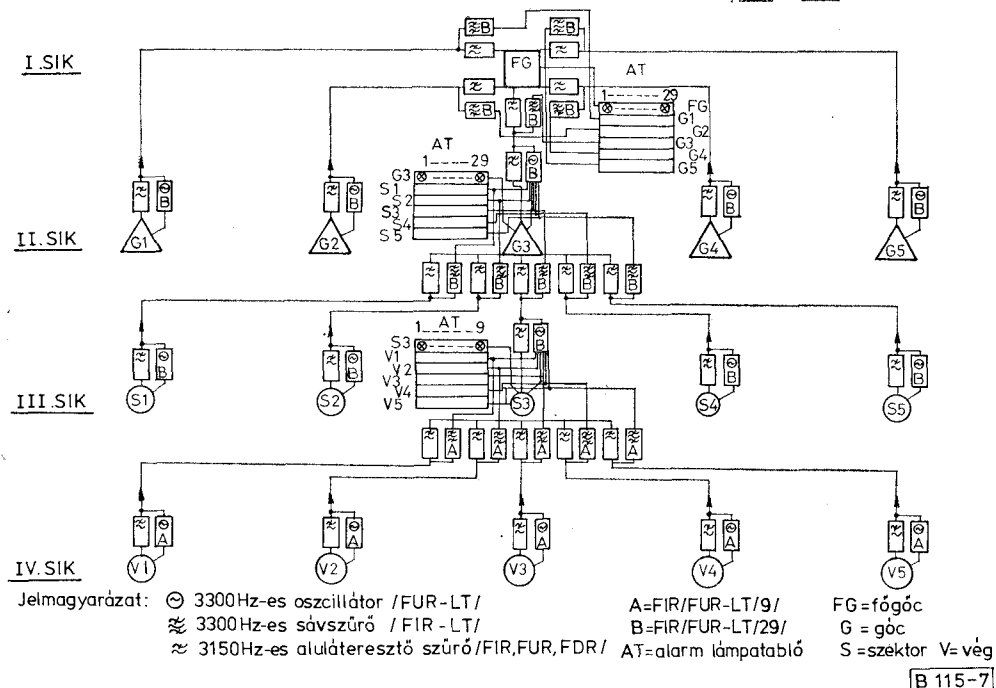 B
B
I.SIK
FG
AT
1 ------- 29
FG
B
B
B
G1
G2
G3
G4
G5
AT
1 ---- 29
B
G3
S1
S2
S3
S4
S5
B
B
B
B
II.SIK
G1
G2
G3
G4
G5
B
B
B
B
B
AT
1 ---- 9
B
S3
V1
V2
V3
V4
V5
B
B
B
B
III.SIK
S1
S2
S3
S4
S5
A
A
A
A
A
A
A
A
A
A
IV.SIK
V1
V2
V3
V4
V5
Jelmagyarázat: 3300Hz-es oszcillátor /FUR-LT/ A=FIR/FUR-LT/9/ FG=főgóc
3300Hz-es sávszűrő /FIR-LT/ B=FIR/FUR-LT/29/ G = góc
3150Hz-es aluláteresztő szűrő/FIR,FUR,FDR/ AT=alarm lámpatabló S=szektor V=vég
B 115-7